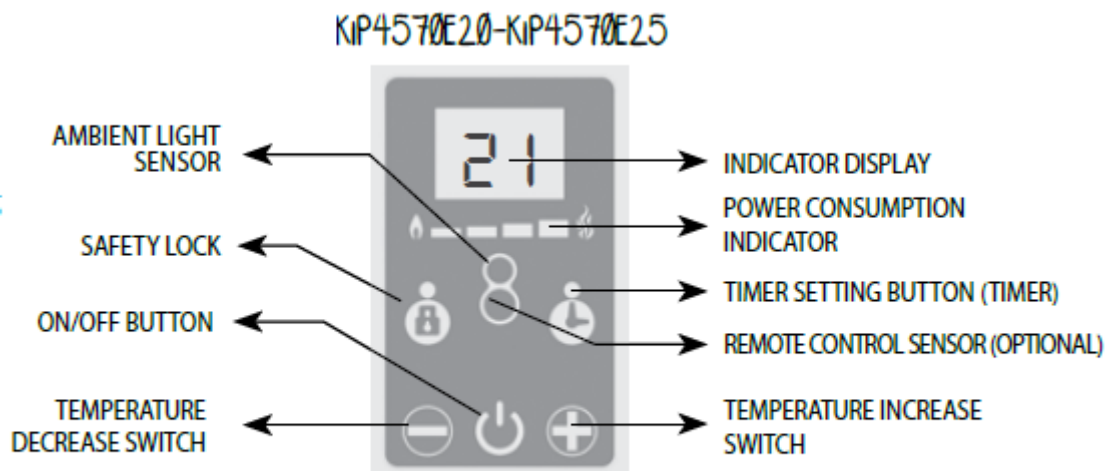 KiP4570E20-KiP4570E25
AMBIENT LIGHT
SENSOR
21
INDICATOR DISPLAY
POWER CONSUMPTION
INDICATOR
SAFETY LOCK
TIMER SETTING BUTTON (TIMER)
ON/OFF BUTTON
REMOTE CONTROL SENSOR (OPTIONAL)
TEMPERATURE
DECREASE SWITCH
TEMPERATURE INCREASE
SWITCH